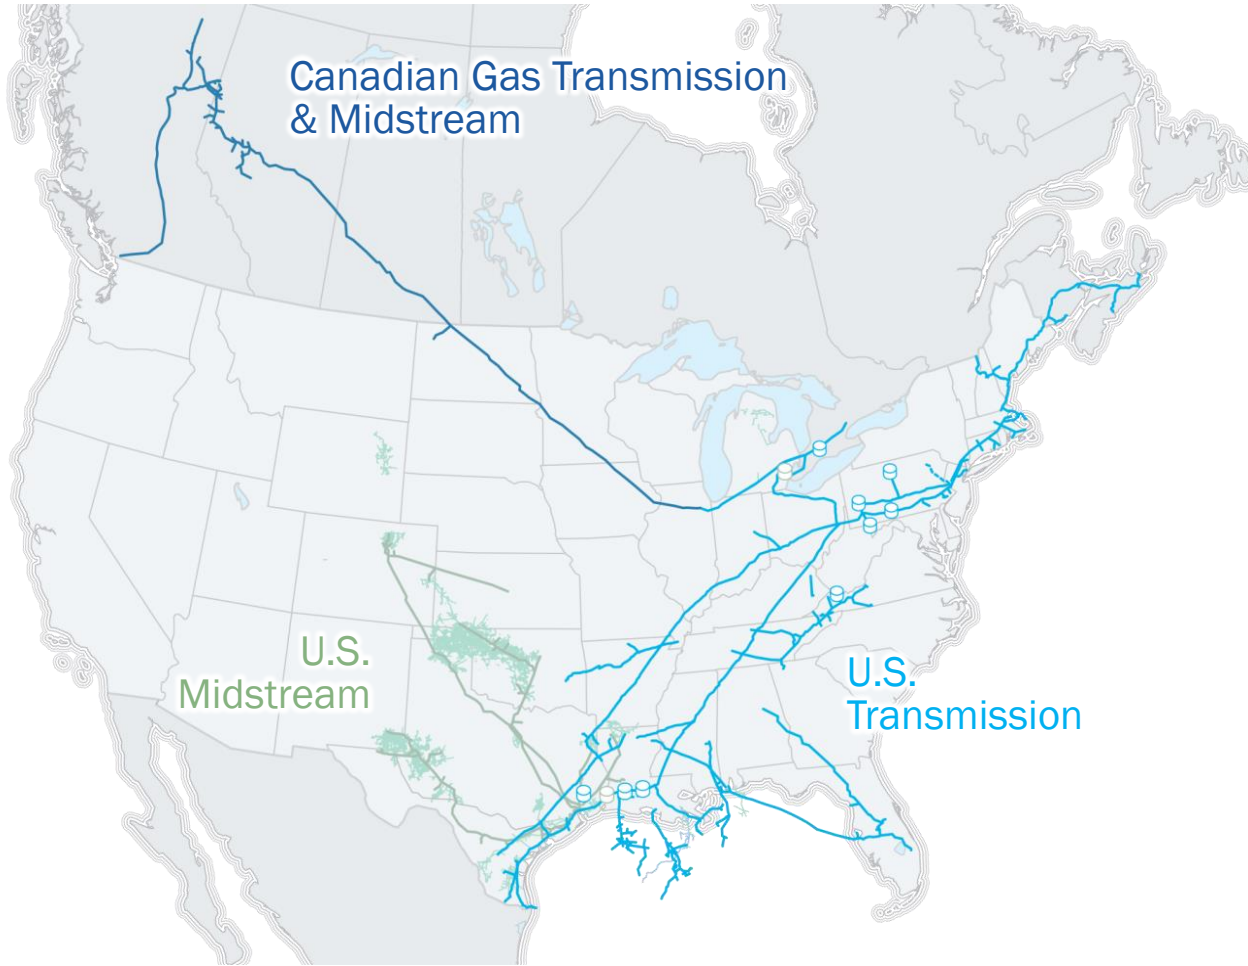 Canadian Gas Transmission
& Midstream
U.S.
Midstream
U.S.
Transmission